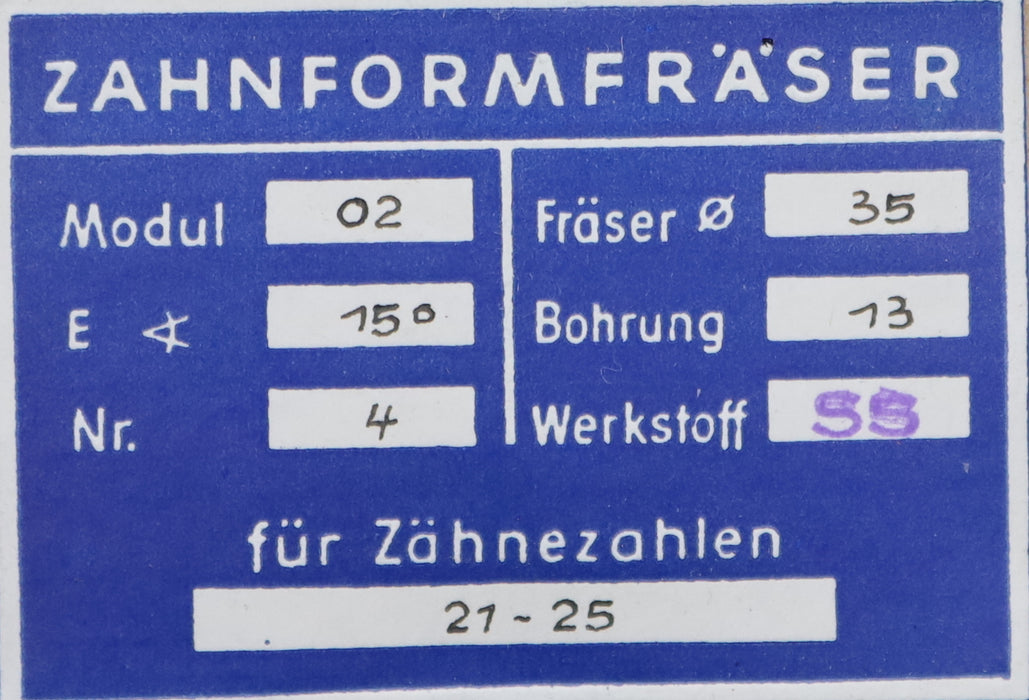 ZAHNFORMFRÄSER
Modul 02
E ∢ 15°
Nr. 4
Fräser Ø 35
Bohrung 13
Werkstoff SS
für Zähnezahlen
21 - 25